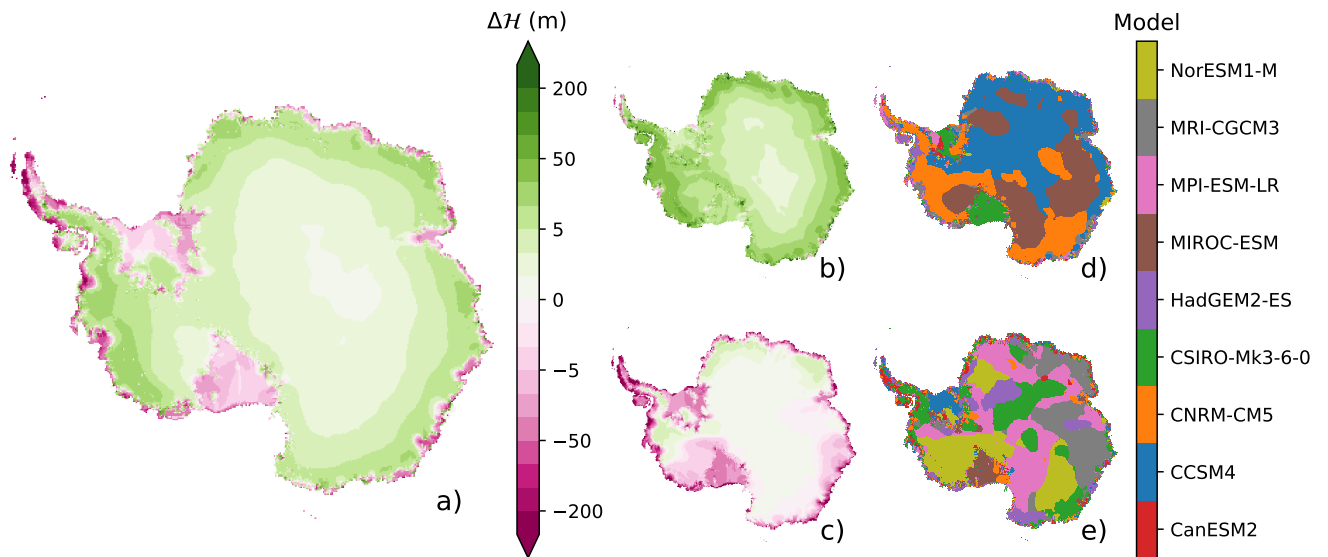 Δℋ (m)
200
50
5
0
−5
−50
−200
a)
b)
c)
d)
e)
Model
NorESM1-M
MRI-CGCM3
MPI-ESM-LR
MIROC-ESM
HadGEM2-ES
CSIRO-Mk3-6-0
CNRM-CM5
CCSM4
CanESM2